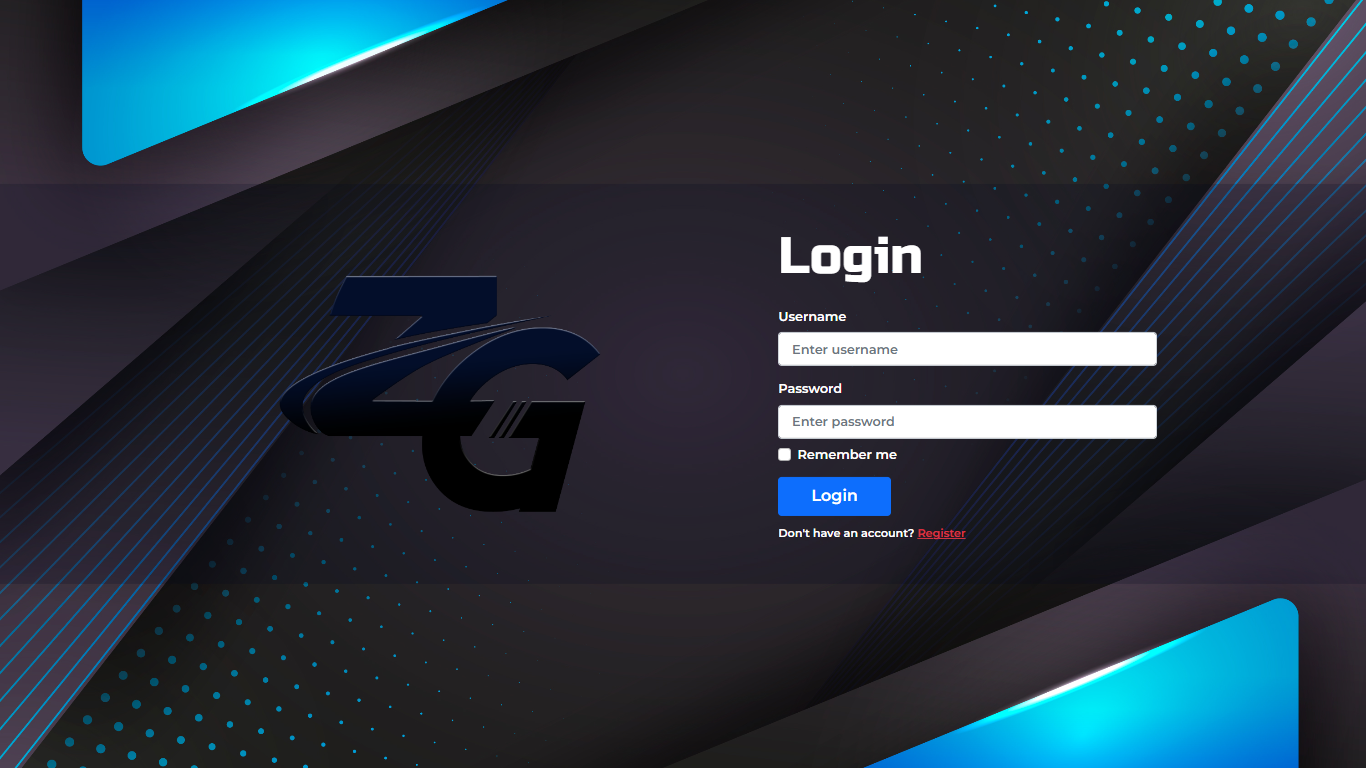 ZG
Login
Username
Enter username
Password
Enter password
Remember me
Login
Don't have an account? Register